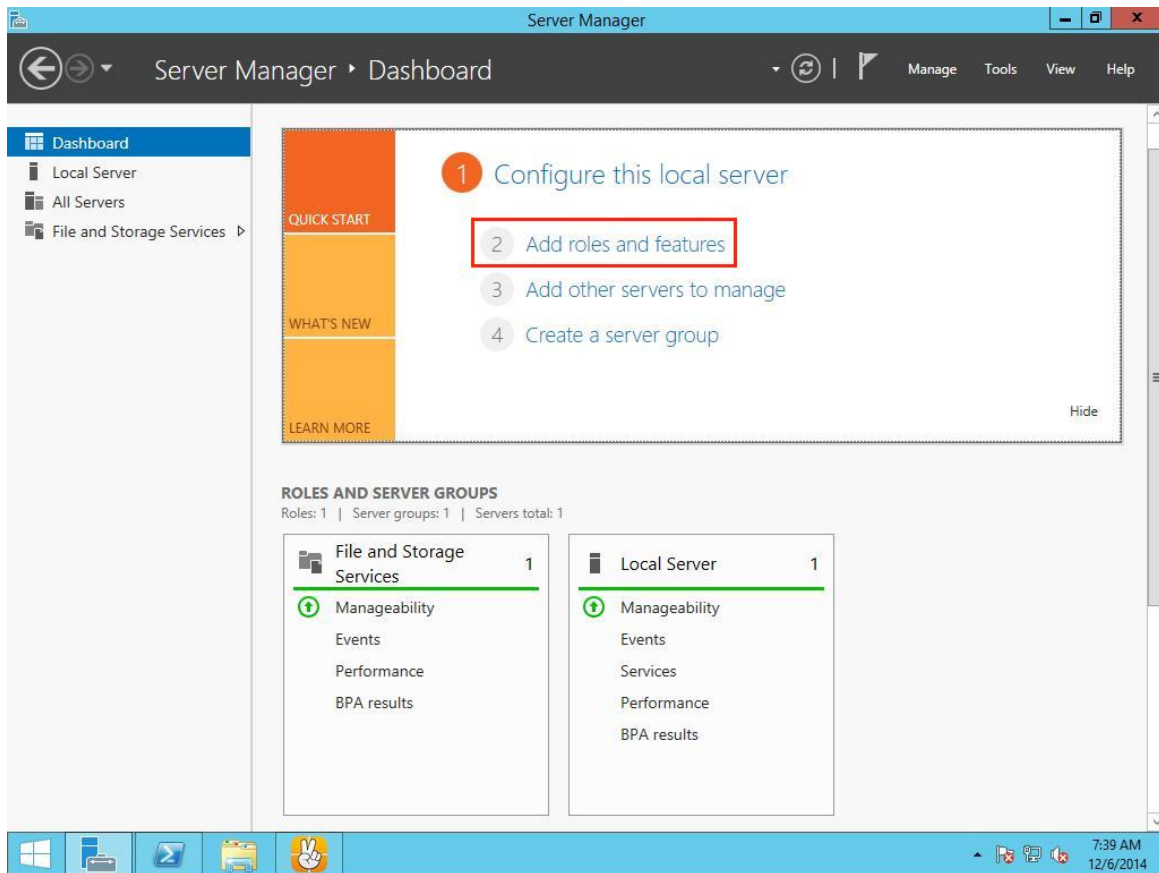 Server Manager
Server Manager ‣ Dashboard
Manage Tools View Help
Dashboard
Local Server
All Servers
File and Storage Services
QUICK START
WHAT'S NEW
LEARN MORE
1 Configure this local server
2 Add roles and features
3 Add other servers to manage
4 Create a server group
Hide
ROLES AND SERVER GROUPS
Roles: 1 | Server groups: 1 | Servers total: 1
File and Storage
Services
1
Manageability
Events
Performance
BPA results
Local Server 1
Manageability
Events
Services
Performance
BPA results
7:39 AM
12/6/2014